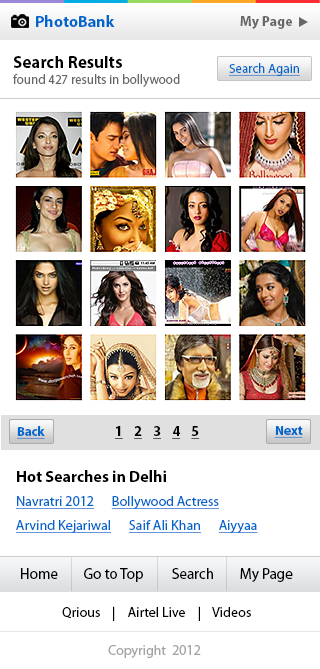 PhotoBank
My Page
Search Results
found 427 results in bollywood
Search Again
Bollywood
Back
1 2 3 4 5
Next
Hot Searches in Delhi
Navratri 2012 Bollywood Actress
Arvind Kejariwal Saif Ali Khan Aiyyaa
Home Go to Top Search My Page
Qrious | Airtel Live | Videos
Copyright 2012